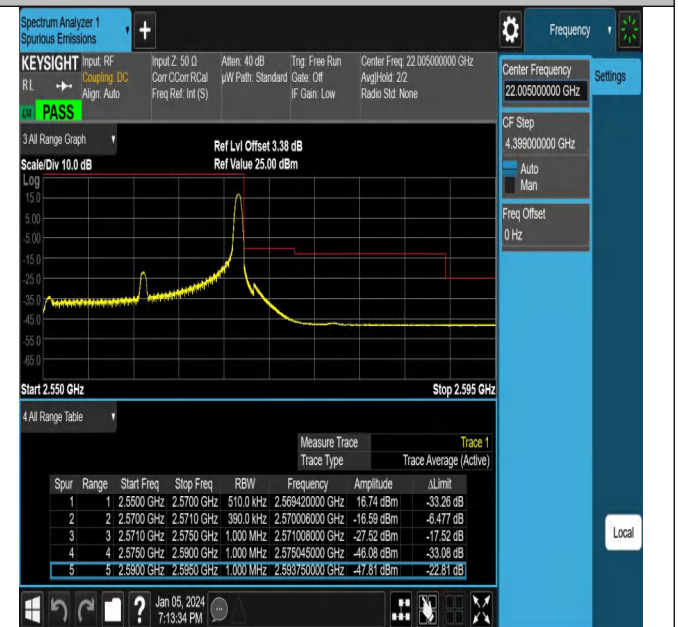 Spectrum Analyzer 1
Spurious Emissions
Frequency
KEYSIGHT Input: RF Input Z: 50 Ω Atten: 40 dB Trig: Free Run Center Freq: 22.005000000 GHz
RL Coupling: DC Corr CCorr RCal µW Path: Standard Gate: Off Avg|Hold: 2/2
Align: Auto Freq Ref: Int (S) IF Gain: Low Radio Std: None
PASS
Center Frequency
22.005000000 GHz
Settings
CF Step
4.399000000 GHz
Auto
Man
Freq Offset
0 Hz
3 All Range Graph
Ref Lvl Offset 3.38 dB
Scale/Div 10.0 dB Ref Value 25.00 dBm
Log
15.0
5.00
-5.00
-15.0
-25.0
-35.0
-45.0
-55.0
-65.0
Start 2.550 GHz Stop 2.595 GHz
4 All Range Table
Measure Trace Trace 1
Trace Type Trace Average (Active)
Spur Range Start Freq Stop Freq RBW Frequency Amplitude ΔLimit
1 1 2.5500 GHz 2.5700 GHz 510.0 kHz 2.569420000 GHz 16.74 dBm -33.26 dB
2 2 2.5700 GHz 2.5710 GHz 390.0 kHz 2.570006000 GHz -16.59 dBm -6.477 dB
3 3 2.5710 GHz 2.5750 GHz 1.000 MHz 2.571008000 GHz -27.52 dBm -17.52 dB
4 4 2.5750 GHz 2.5900 GHz 1.000 MHz 2.575045000 GHz -46.08 dBm -33.08 dB
5 5 2.5900 GHz 2.5950 GHz 1.000 MHz 2.593750000 GHz -47.81 dBm -22.81 dB
Local
Jan 05, 2024
7:13:34 PM